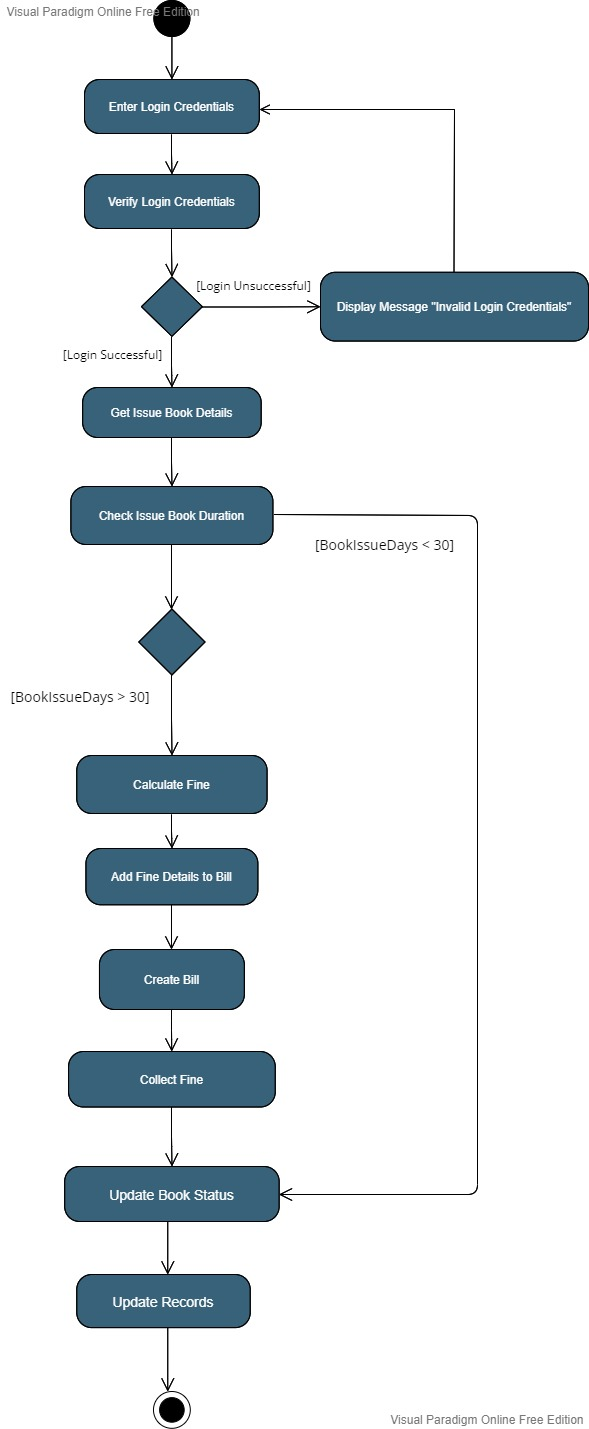 Visual Paradigm Online Free Edition
Enter Login Credentials
Verify Login Credentials
[Login Unsuccessful]
Display Message "Invalid Login Credentials"
[Login Successful]
Get Issue Book Details
Check Issue Book Duration
[BookIssueDays < 30]
[BookIssueDays > 30]
Calculate Fine
Add Fine Details to Bill
Create Bill
Collect Fine
Update Book Status
Update Records
Visual Paradigm Online Free Edition